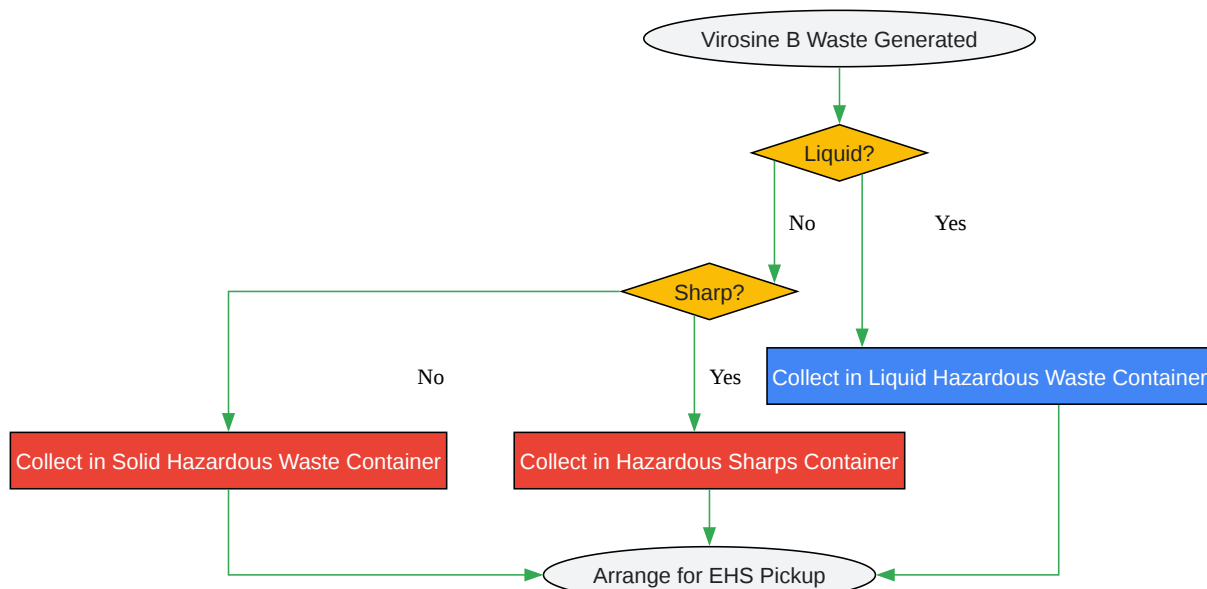 Virosine B Waste Generated
Liquid?
No
Yes
Sharp?
No
Yes
Collect in Liquid Hazardous Waste Container
Collect in Solid Hazardous Waste Container
Collect in Hazardous Sharps Container
Arrange for EHS Pickup